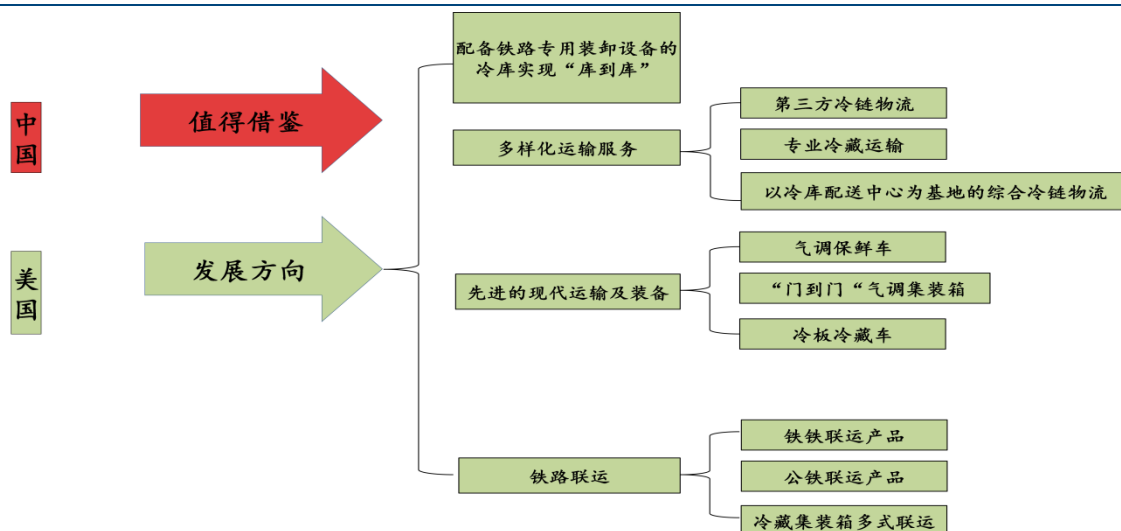 中
国
值得借鉴
美
国
发展方向
配备铁路专用装卸设备的
冷库实现“库到库”
多样化运输服务
第三方冷链物流
专业冷藏运输
以冷库配送中心为基地的综合冷链物流
先进的现代运输及装备
气调保鲜车
“门到门“气调集装箱
冷板冷藏车
铁路联运
铁铁联运产品
公铁联运产品
冷藏集装箱多式联运